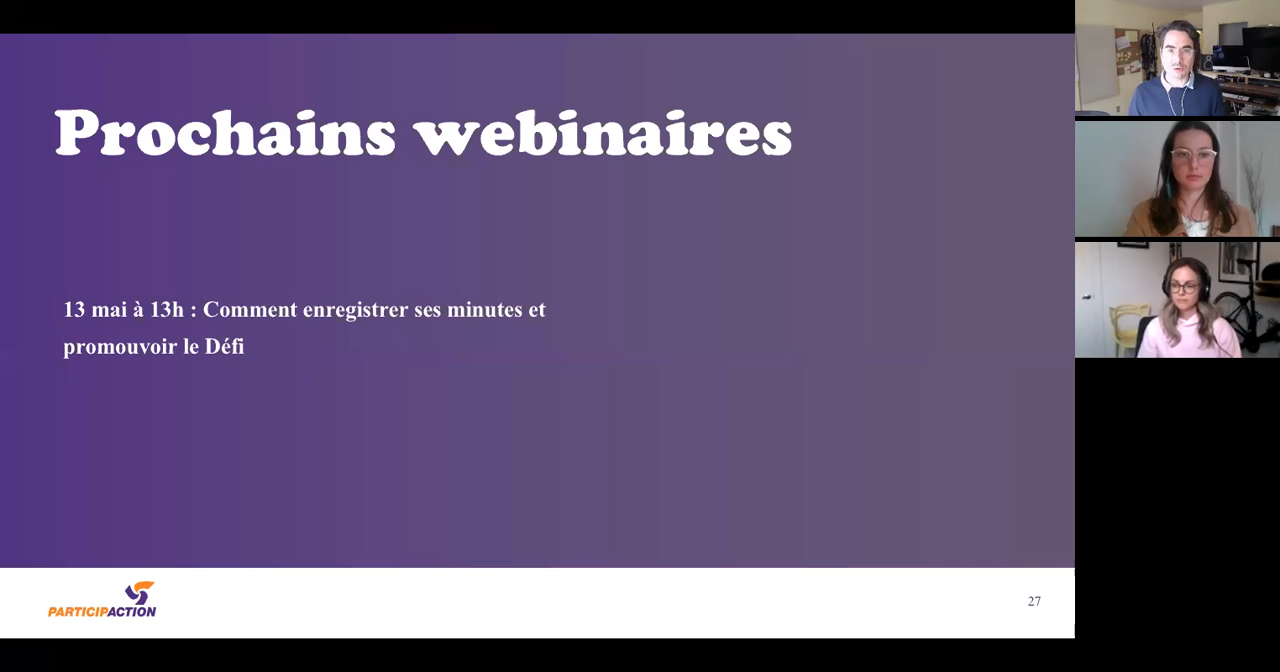 Prochains webinaires
13 mai à 13h : Comment enregistrer ses minutes et
promouvoir le Défi
PARTICIPACTION
27